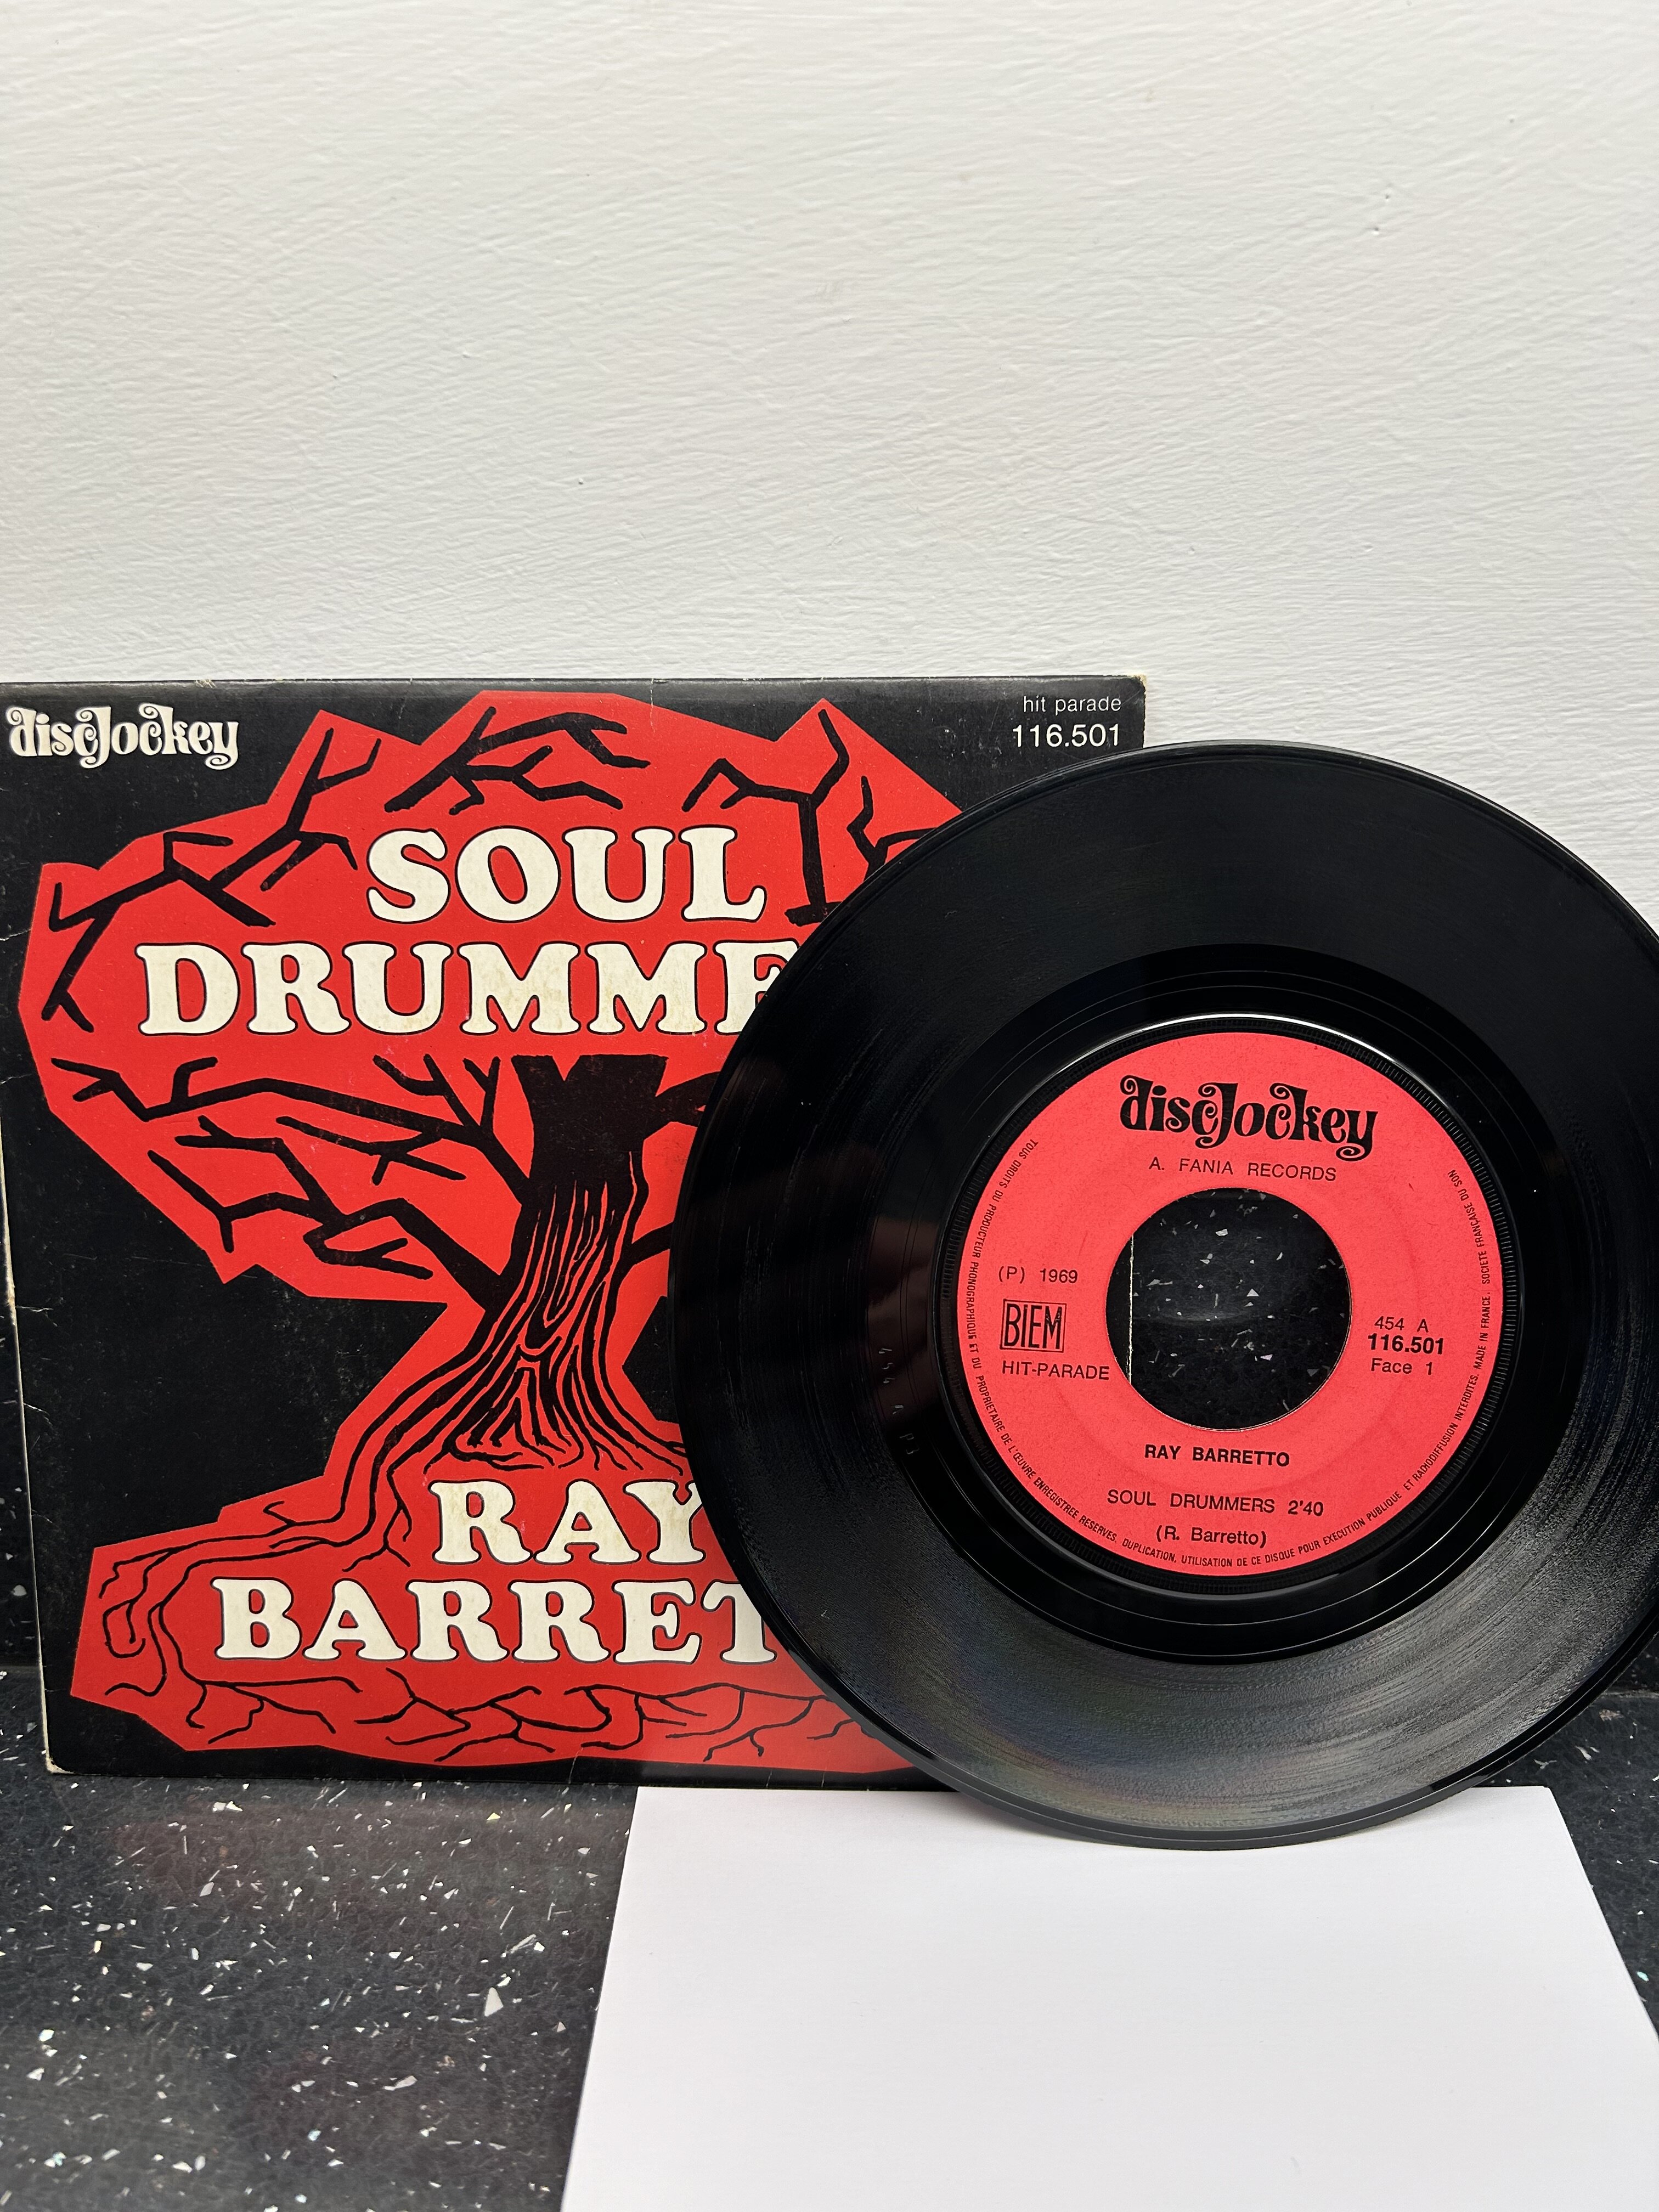 discJockey
hit parade
116.501
SOUL
DRUMME
RAY
BARRET
discJockey
A. FANIA RECORDS
(P) 1969
BIEM
HIT-PARADE
454 A
116.501
Face 1
RAY BARRETTO
SOUL DRUMMERS 2'40
(R. Barretto)
TOUS DROITS DU PRODUCTEUR PHONOGRAPHIQUE ET DU PROPRIETAIRE DE L'ŒUVRE ENREGISTREE RESERVES. DUPLICATION, UTILISATION DE CE DISQUE POUR EXECUTION PUBLIQUE ET RADIODIFFUSION INTERDITES. MADE IN FRANCE. SOCIETE FRANÇAISE DU SON